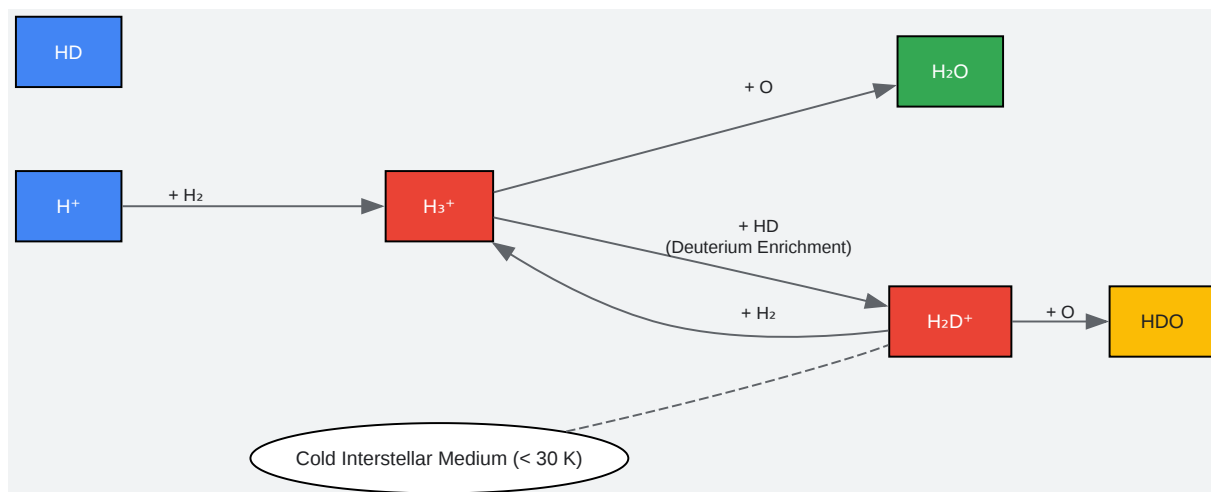 HD
H₂O
+ O
H⁺
+ H₂
H₃⁺
+ HD
(Deuterium Enrichment)
+ H₂
H₂D⁺
+ O
HDO
Cold Interstellar Medium (< 30 K)